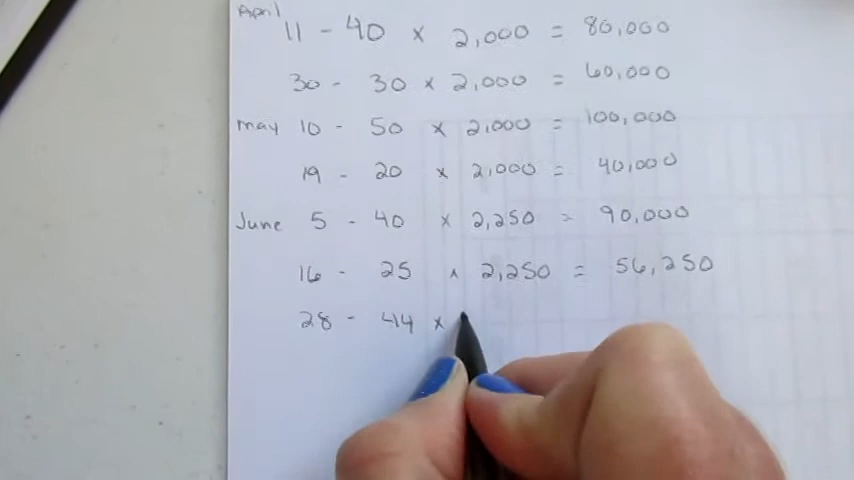 April
11 - 40 x 2,000 = 80,000
30 - 30 x 2,000 = 60,000
may 10 - 50 x 2,000 = 100,000
19 - 20 x 2,000 = 40,000
June 5 - 40 x 2,250 = 90,000
16 - 25 x 2,250 = 56,250
28 - 44 x